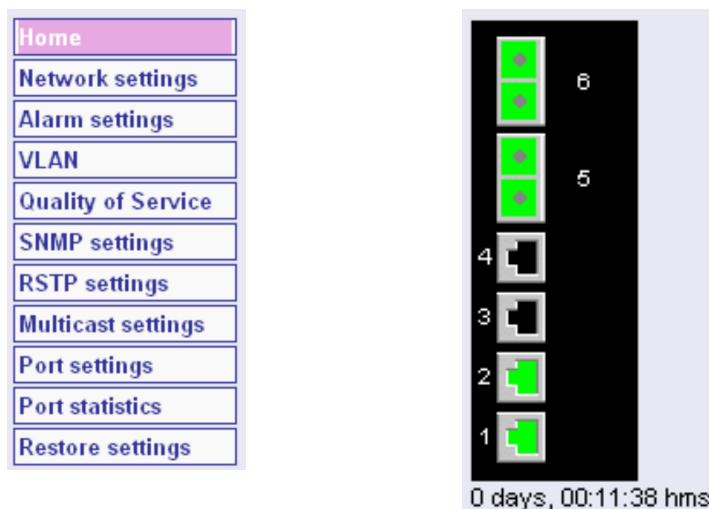 Home
Network settings
Alarm settings
VLAN
Quality of Service
SNMP settings
RSTP settings
Multicast settings
Port settings
Port statistics
Restore settings
6
5
4
3
2
1
0 days, 00:11:38 hms